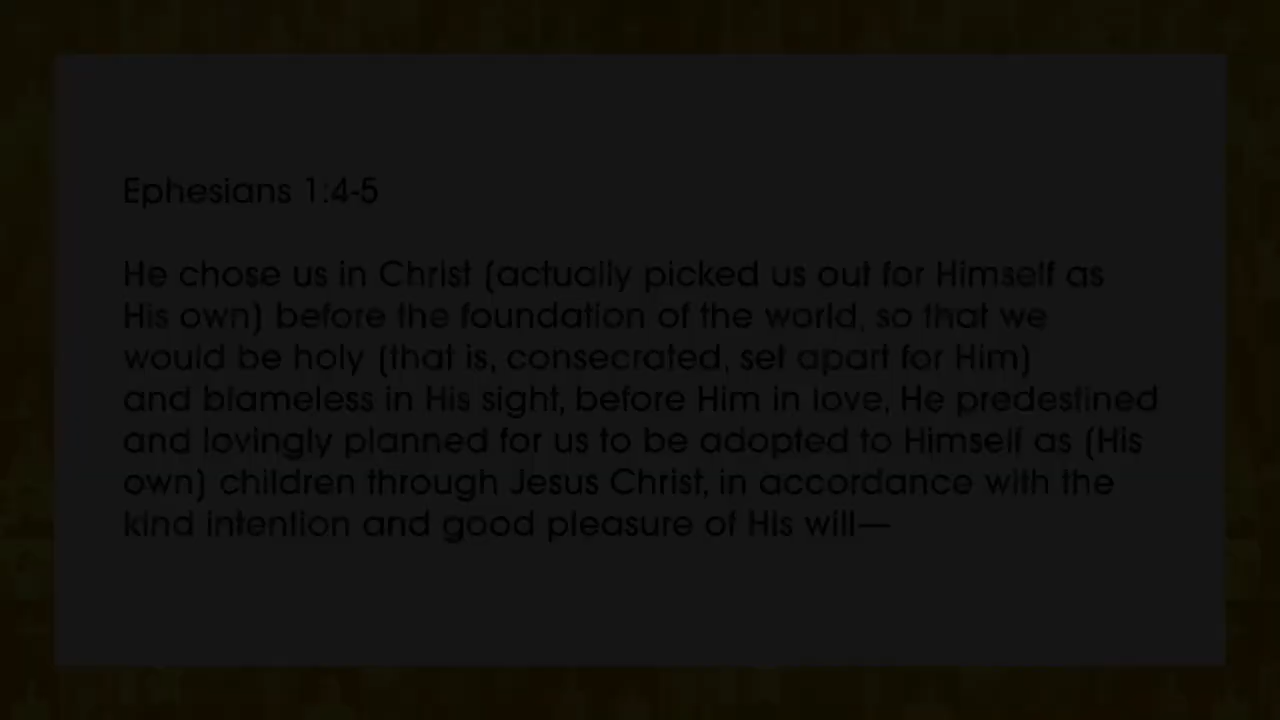 Ephesians 1:4-5
He chose us in Christ (actually picked us out for Himself as
His own) before the foundation of the world, so that we
would be holy (that is, consecrated, set apart for Him)
and blameless in His sight, before Him in love, He predestined
and lovingly planned for us to be adopted to Himself as (His
own) children through Jesus Christ, in accordance with the
kind intention and good pleasure of His will—